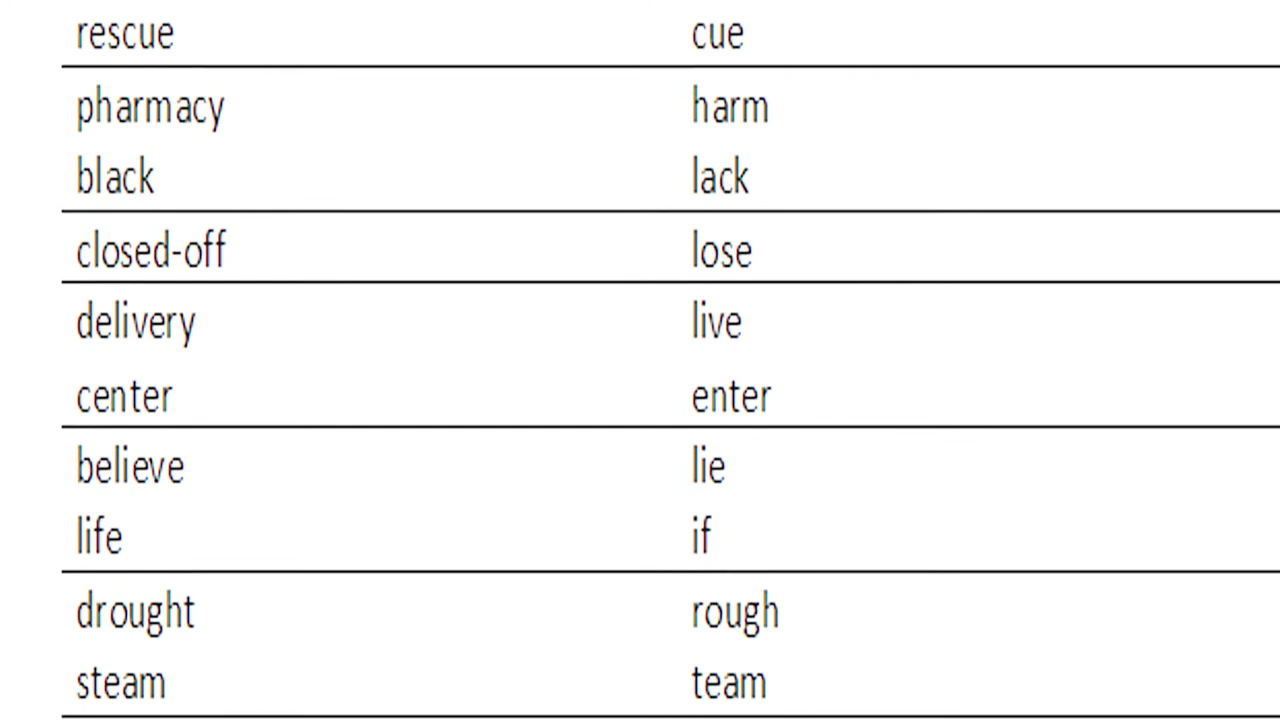 rescue cue
pharmacy harm
black lack
closed-off lose
delivery live
center enter
believe lie
life if
drought rough
steam team